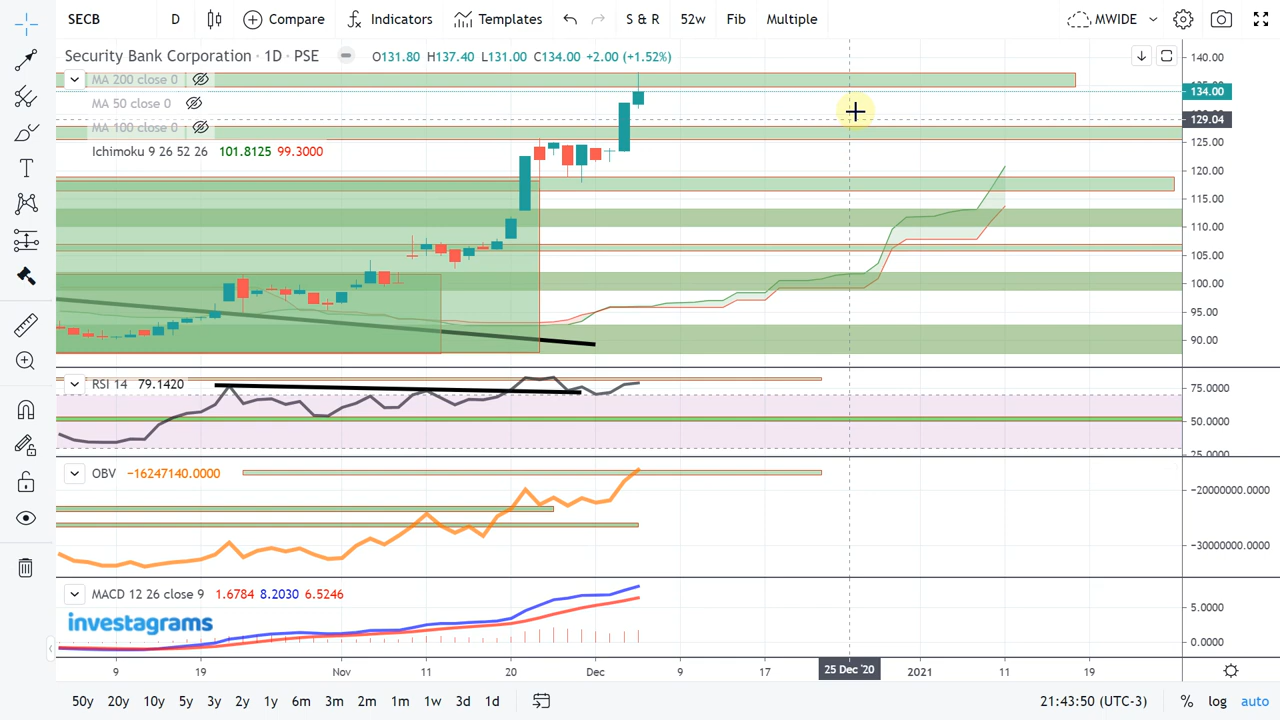 SECB D Compare Indicators Templates S & R 52w Fib Multiple MWIDE
Security Bank Corporation · 1D · PSE O131.80 H137.40 L131.00 C134.00 +2.00 (+1.52%)
MA 200 close 0
MA 50 close 0
MA 100 close 0
Ichimoku 9 26 52 26 101.8125 99.3000
140.00
134.00
129.04
125.00
120.00
115.00
110.00
105.00
100.00
95.00
90.00
RSI 14 79.1420
75.0000
50.0000
25.0000
OBV −16247140.0000
−20000000.0000
−30000000.0000
MACD 12 26 close 9 1.6784 8.2030 6.5246
5.0000
0.0000
investagrams
9 19 Nov 11 20 Dec 9 17 25 Dec '20 2021 11 19
50y 20y 10y 5y 3y 2y 1y 6m 3m 2m 1m 1w 3d 1d 21:43:50 (UTC-3) % log auto